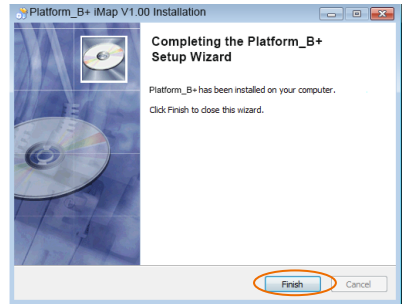 Platform_B+ iMap V1.00 Installation
Completing the Platform_B+
Setup Wizard
Platform_B+ has been installed on your computer.
Click Finish to close this wizard.
Finish
Cancel